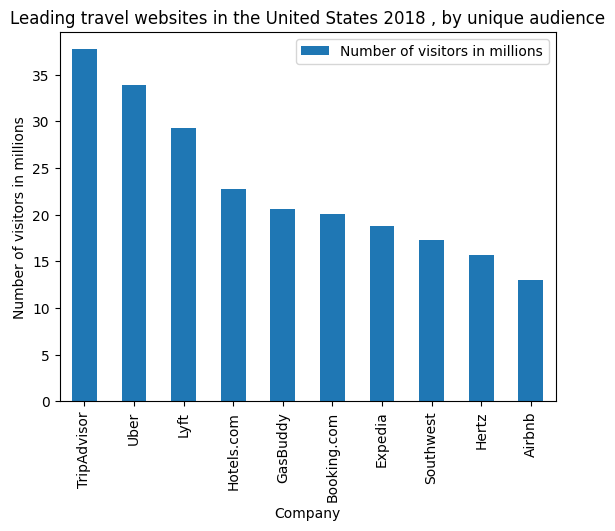 Leading travel websites in the United States 2018 , by unique audience
Number of visitors in millions
Number of visitors in millions
35
30
25
20
15
10
5
0
TripAdvisor
Uber
Lyft
Hotels.com
GasBuddy
Booking.com
Expedia
Southwest
Hertz
Airbnb
Company